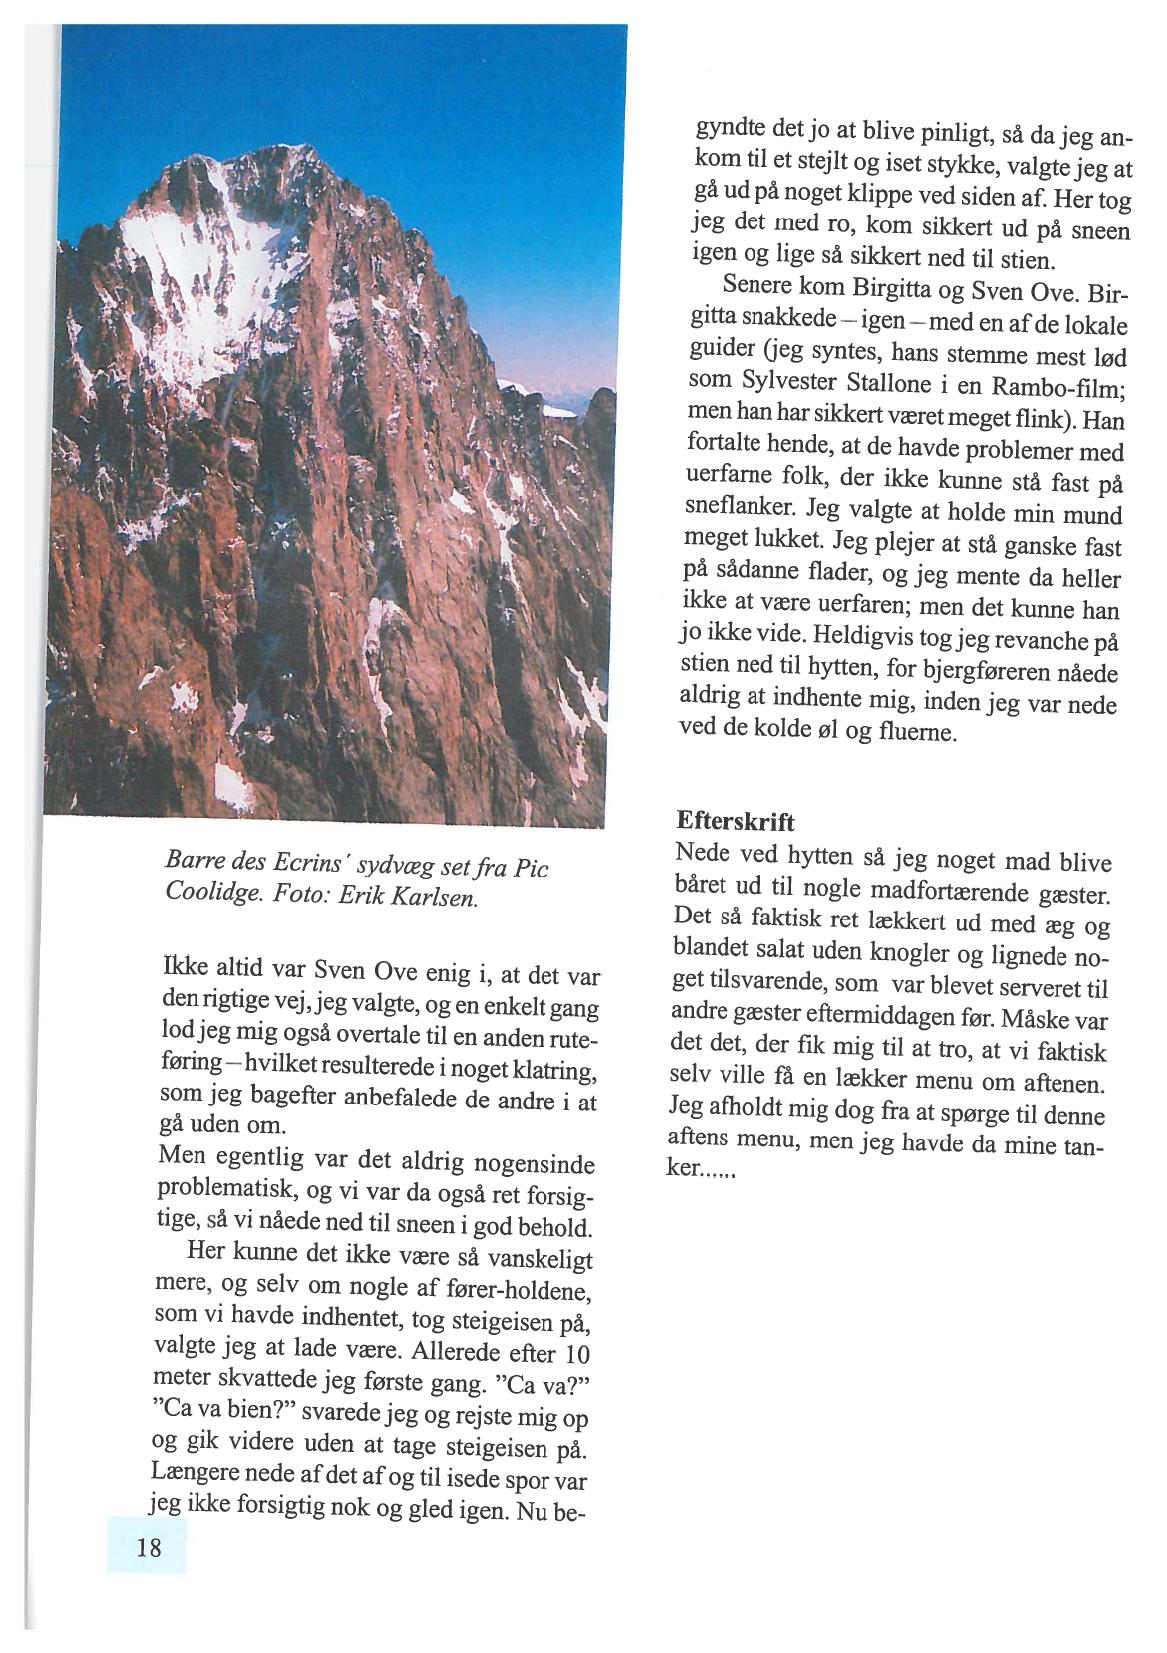 Barre des Ecrins´ sydvæg set fra Pic
Coolidge. Foto: Erik Karlsen.
Ikke altid var Sven Ove enig i, at det var
den rigtige vej, jeg valgte, og en enkelt gang
lod jeg mig også overtale til en anden rute-
føring – hvilket resulterede i noget klatring,
som jeg bagefter anbefalede de andre i at
gå uden om.
Men egentlig var det aldrig nogensinde
problematisk, og vi var da også ret forsig-
tige, så vi nåede ned til sneen i god behold.
Her kunne det ikke være så vanskeligt
mere, og selv om nogle af fører-holdene,
som vi havde indhentet, tog steigeisen på,
valgte jeg at lade være. Allerede efter 10
meter skvattede jeg første gang. ”Ca va?”
”Ca va bien?” svarede jeg og rejste mig op
og gik videre uden at tage steigeisen på.
Længere nede af det af og til isede spor var
jeg ikke forsigtig nok og gled igen. Nu be-
18
gyndte det jo at blive pinligt, så da jeg an-
kom til et stejlt og iset stykke, valgte jeg at
gå ud på noget klippe ved siden af. Her tog
jeg det med ro, kom sikkert ud på sneen
igen og lige så sikkert ned til stien.
Senere kom Birgitta og Sven Ove. Bir-
gitta snakkede – igen – med en af de lokale
guider (jeg syntes, hans stemme mest lød
som Sylvester Stallone i en Rambo-film;
men han har sikkert været meget flink). Han
fortalte hende, at de havde problemer med
uerfarne folk, der ikke kunne stå fast på
sneflanker. Jeg valgte at holde min mund
meget lukket. Jeg plejer at stå ganske fast
på sådanne flader, og jeg mente da heller
ikke at være uerfaren; men det kunne han
jo ikke vide. Heldigvis tog jeg revanche på
stien ned til hytten, for bjergføreren nåede
aldrig at indhente mig, inden jeg var nede
ved de kolde øl og fluerne.
Efterskrift
Nede ved hytten så jeg noget mad blive
båret ud til nogle madfortærende gæster.
Det så faktisk ret lækkert ud med æg og
blandet salat uden knogler og lignede no-
get tilsvarende, som var blevet serveret til
andre gæster eftermiddagen før. Måske var
det det, der fik mig til at tro, at vi faktisk
selv ville få en lækker menu om aftenen.
Jeg afholdt mig dog fra at spørge til denne
aftens menu, men jeg havde da mine tan-
ker......